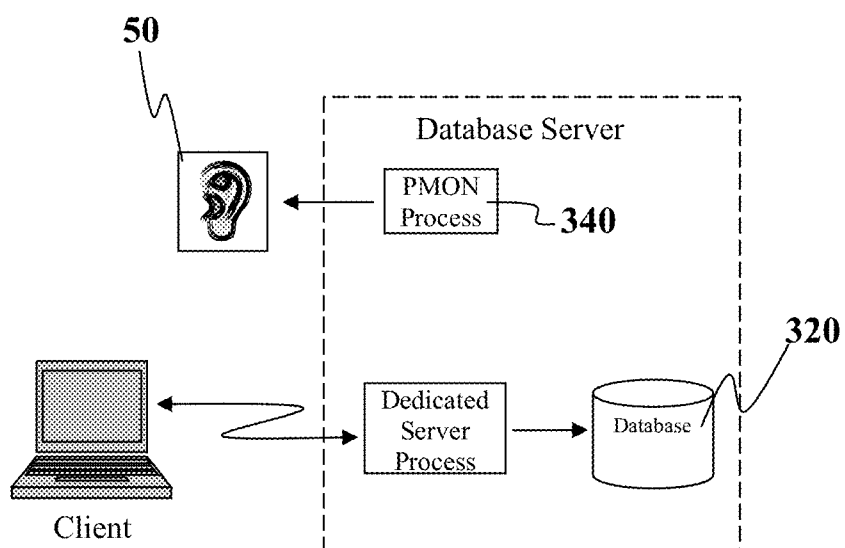 50
Database Server
PMON
Process
340
320
Dedicated
Server
Process
Database
Client